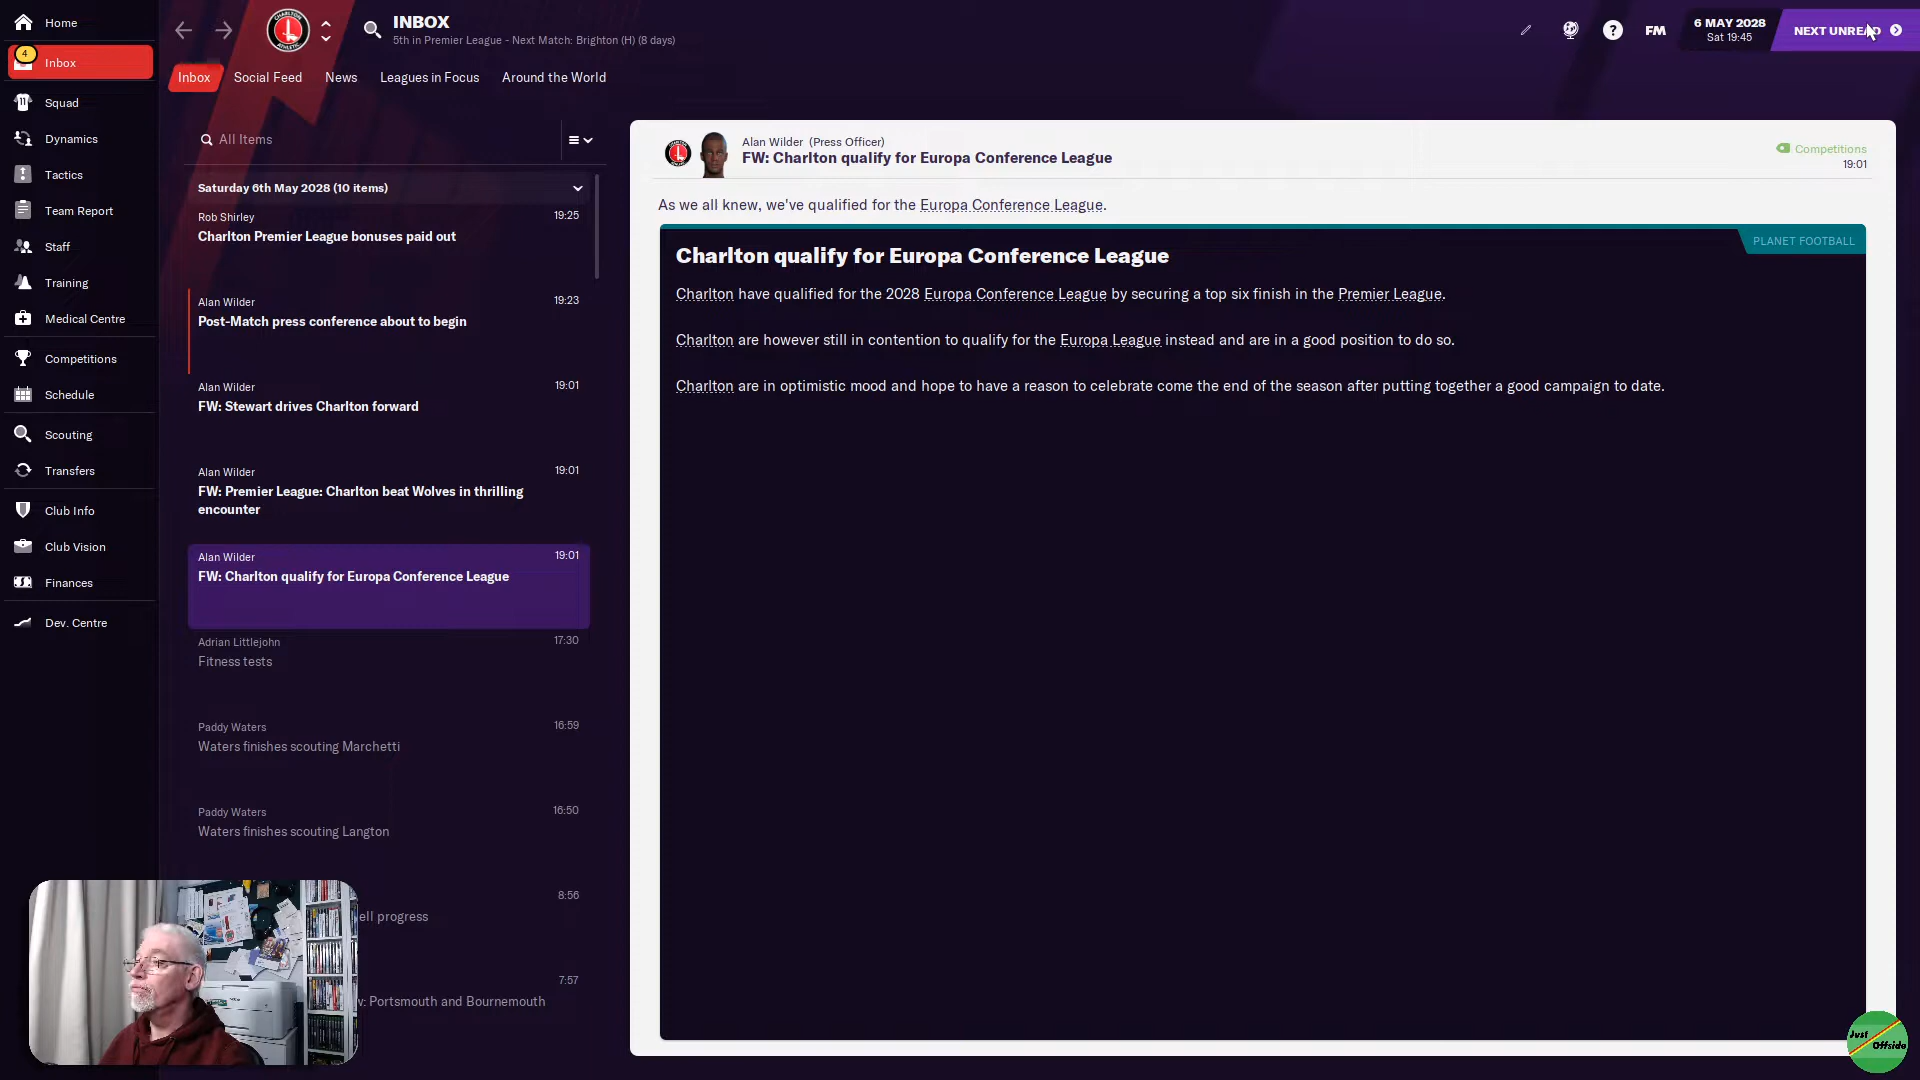 Home
4
Inbox
Squad
Dynamics
Tactics
Team Report
Staff
Training
Medical Centre
Competitions
Schedule
Scouting
Transfers
Club Info
Club Vision
Finances
Dev. Centre
CHARLTON ATHLETIC
INBOX
5th in Premier League - Next Match: Brighton (H) (8 days)
FM
6 MAY 2028
Sat 19:45
NEXT UNREAD
Inbox
Social Feed
News
Leagues in Focus
Around the World
All Items
Saturday 6th May 2028 (10 items)
Rob Shirley
19:25
Charlton Premier League bonuses paid out
Alan Wilder
19:23
Post-Match press conference about to begin
Alan Wilder
19:01
FW: Stewart drives Charlton forward
Alan Wilder
19:01
FW: Premier League: Charlton beat Wolves in thrilling
encounter
Alan Wilder
19:01
FW: Charlton qualify for Europa Conference League
Adrian Littlejohn
17:30
Fitness tests
Paddy Waters
16:59
Waters finishes scouting Marchetti
Paddy Waters
16:50
Waters finishes scouting Langton
8:56
ell progress
7:57
w: Portsmouth and Bournemouth
Alan Wilder (Press Officer)
FW: Charlton qualify for Europa Conference League
Competitions
19:01
As we all knew, we've qualified for the Europa Conference League.
PLANET FOOTBALL
Charlton qualify for Europa Conference League
Charlton have qualified for the 2028 Europa Conference League by securing a top six finish in the Premier League.
Charlton are however still in contention to qualify for the Europa League instead and are in a good position to do so.
Charlton are in optimistic mood and hope to have a reason to celebrate come the end of the season after putting together a good campaign to date.
Just
Offside